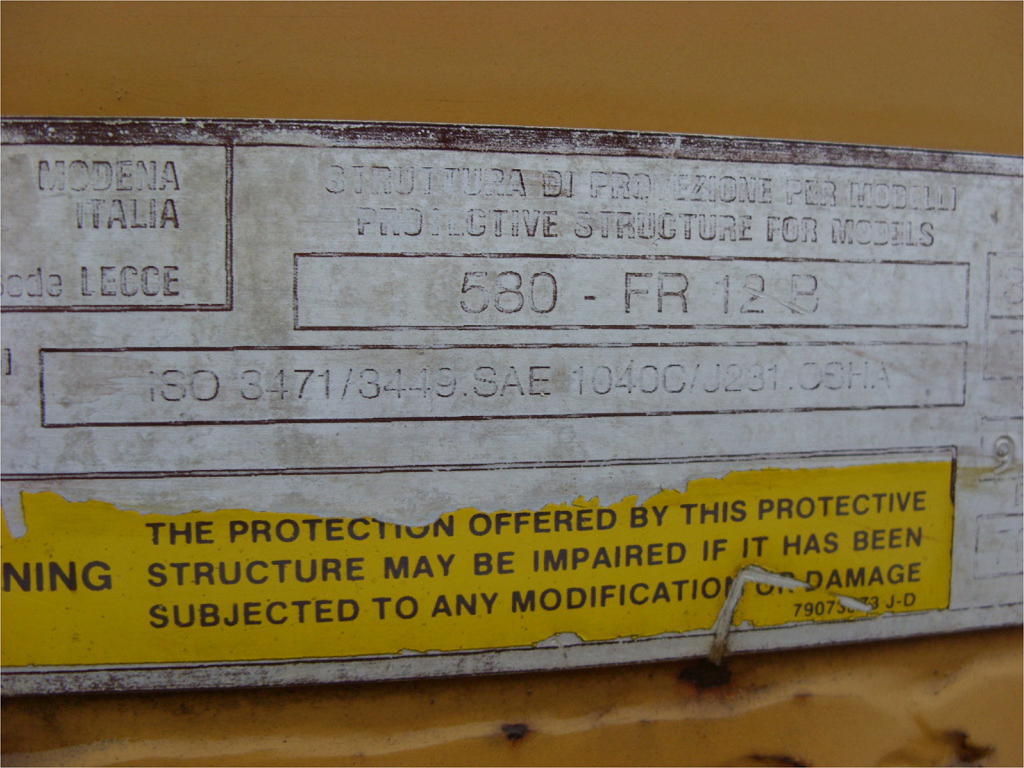 MODENA
ITALIA
LECCE
STRUTTURA DI PROTEZIONE PER MODELLI
PROTECTIVE STRUCTURE FOR MODELS
580 - FR 12 B
ISO 3471/3449.SAE 1040C/J231.OSHA
NING
THE PROTECTION OFFERED BY THIS PROTECTIVE
STRUCTURE MAY BE IMPAIRED IF IT HAS BEEN
SUBJECTED TO ANY MODIFICATION OR DAMAGE
J-D